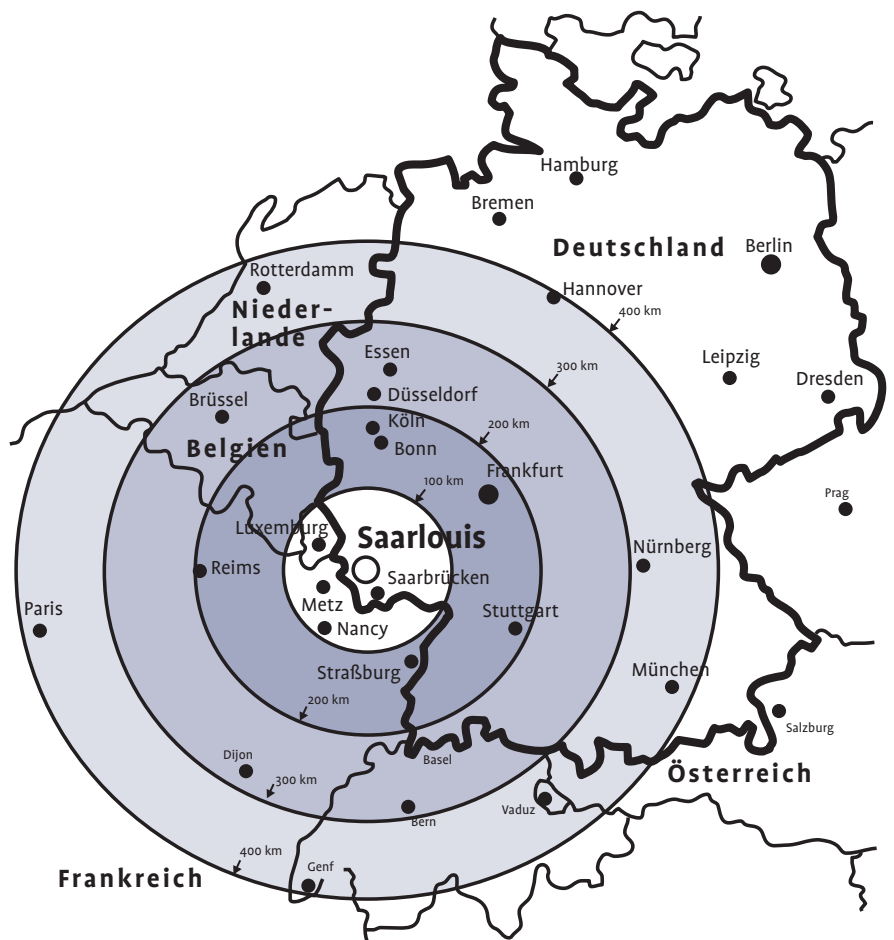 Hamburg
Bremen
Deutschland
Berlin
Rotterdamm
Hannover
Nieder-
lande
400 km
Essen
Leipzig
300 km
Dresden
Düsseldorf
Brüssel
Köln
200 km
Belgien
Bonn
Frankfurt
100 km
Prag
Luxemburg
Saarlouis
Nürnberg
Reims
Saarbrücken
Metz
Paris
Stuttgart
Nancy
Straßburg
München
200 km
Salzburg
Dijon
Basel
Österreich
300 km
Vaduz
Bern
400 km
Genf
Frankreich